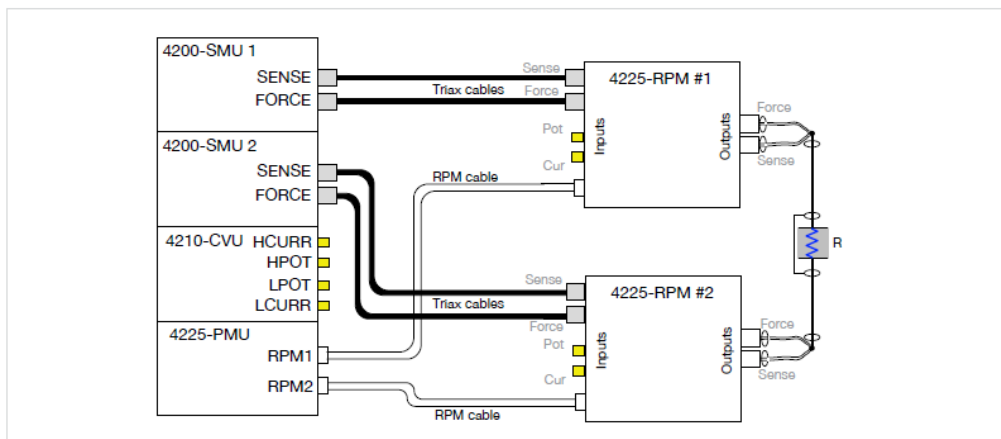 4200-SMU 1
SENSE
FORCE
4200-SMU 2
SENSE
FORCE
4210-CVU
HCURR
HPOT
LPOT
LCURR
4225-PMU
RPM1
RPM2
Triax cables
RPM cable
Triax cables
RPM cable
Sense
Force
Pot
Cur
Inputs
4225-RPM #1
Outputs
Force
Sense
R
Sense
Force
Pot
Cur
Inputs
4225-RPM #2
Outputs
Force
Sense